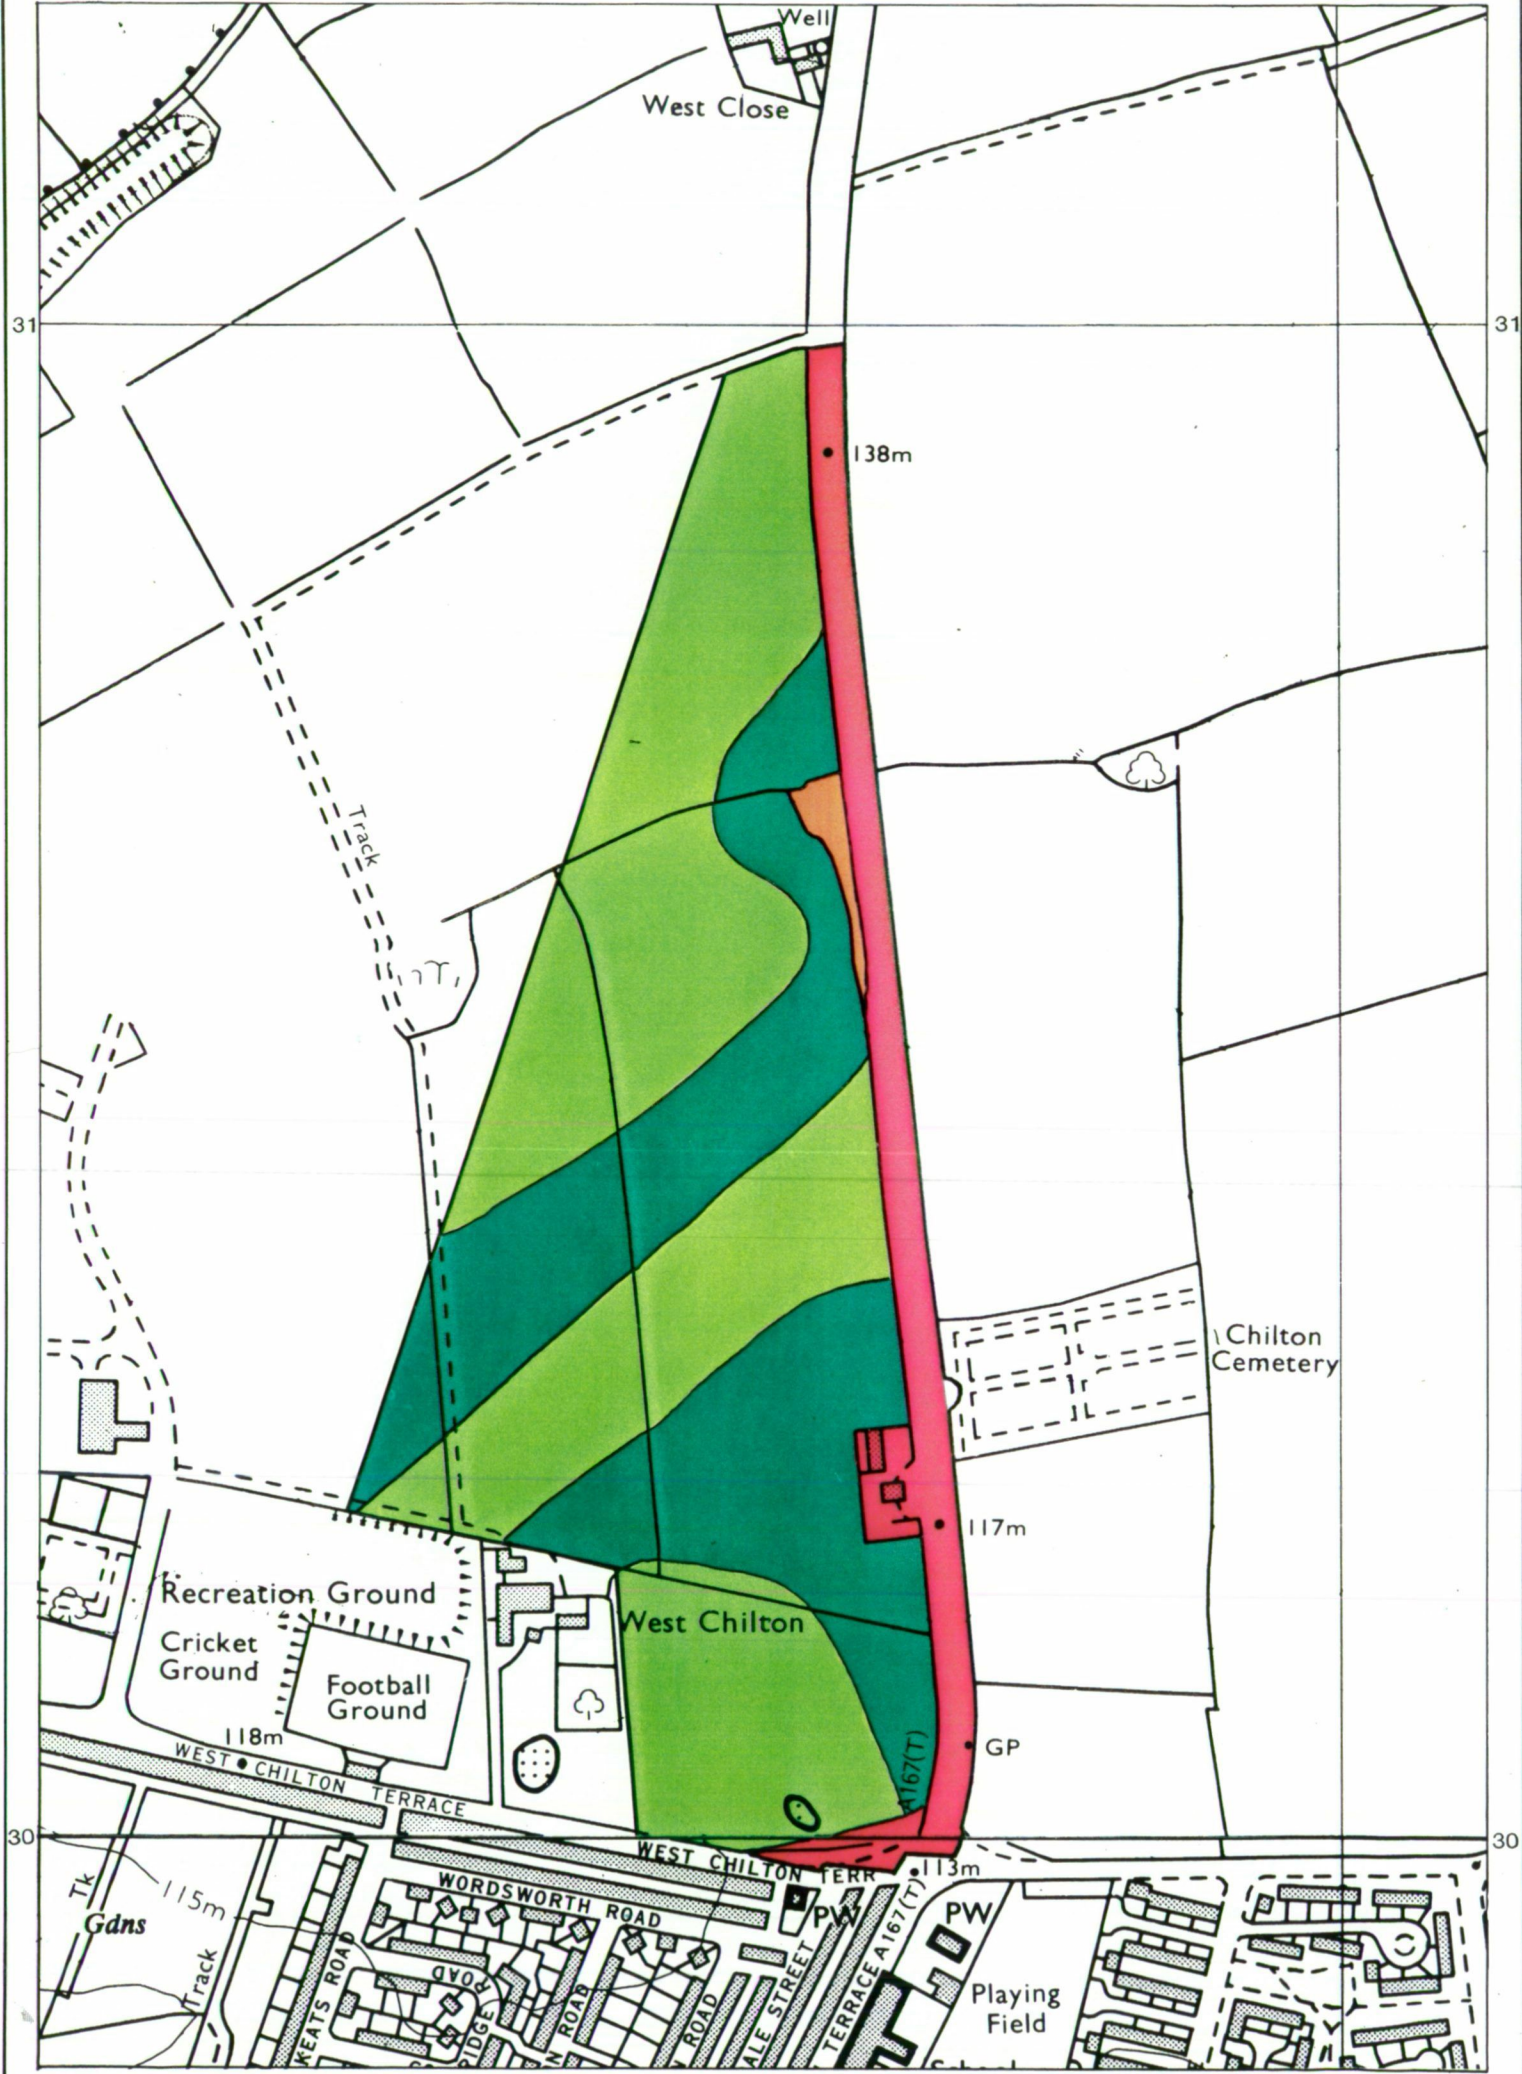 Well
West Close
31
31
138m
Track
Chilton
Cemetery
117m
Recreation Ground
West Chilton
Cricket
Ground
Football
Ground
118m
GP
A167(T)
WEST CHILTON TERRACE
30
30
WEST CHILTON TERR
113m
Tk
115m
WORDSWORTH ROAD
PW
PW
Gdns
A167(T)
ROAD
Track
KEATS ROAD
RIDGE
N ROAD
N ROAD
ALE STREET
TERRACE
Playing
Field